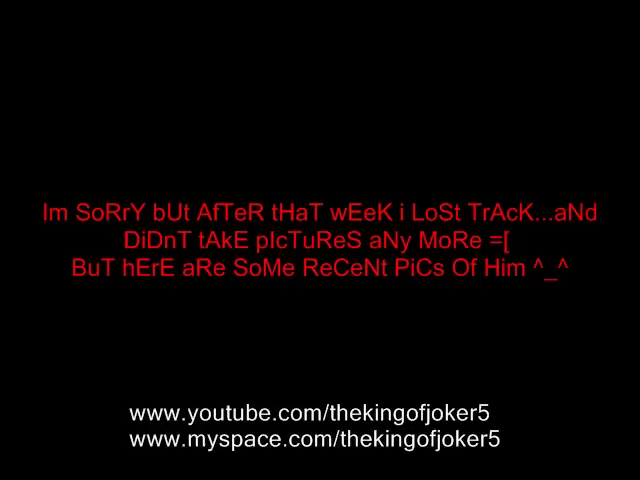 Im SoRrY bUt AfTeR tHaT wEeK i LoSt TrAcK...aNd
DiDnT tAkE pIcTuReS aNy MoRe =[
BuT hErE aRe SoMe ReCeNt PiCs Of Him ^_^
www.youtube.com/thekingofjoker5
www.myspace.com/thekingofjoker5